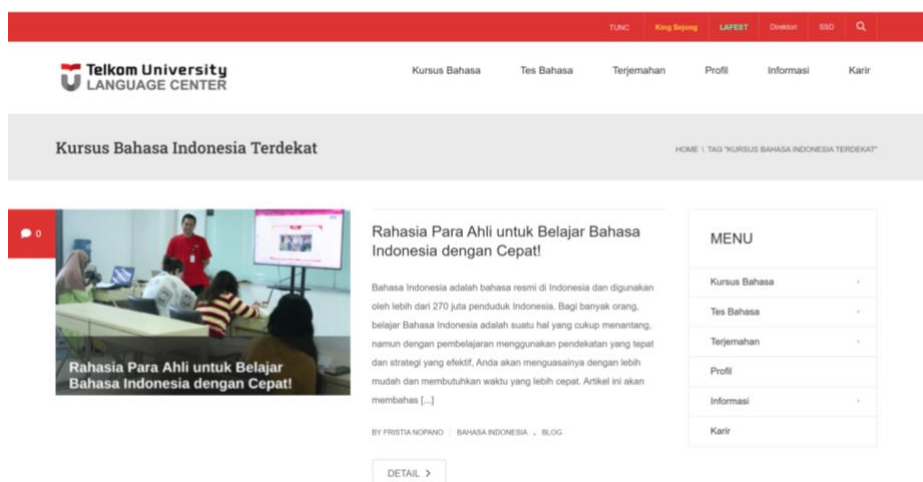 TUNC King Sejong LAFEST Direktori SSD
Telkom University
LANGUAGE CENTER
Kursus Bahasa Tes Bahasa Terjemahan Profil Informasi Karir
Kursus Bahasa Indonesia Terdekat
HOME \ TAG "KURSUS BAHASA INDONESIA TERDEKAT"
0
Rahasia Para Ahli untuk Belajar
Bahasa Indonesia dengan Cepat!
Rahasia Para Ahli untuk Belajar Bahasa
Indonesia dengan Cepat!
Bahasa Indonesia adalah bahasa resmi di Indonesia dan digunakan
oleh lebih dari 270 juta penduduk Indonesia. Bagi banyak orang,
belajar Bahasa Indonesia adalah suatu hal yang cukup menantang,
namun dengan pembelajaran menggunakan pendekatan yang tepat
dan strategi yang efektif, Anda akan menguasainya dengan lebih
mudah dan membutuhkan waktu yang lebih cepat. Artikel ini akan
membahas [...]
BY FRISTIA NOPANO | BAHASA INDONESIA , BLOG
DETAIL >
MENU
Kursus Bahasa
Tes Bahasa
Terjemahan
Profil
Informasi
Karir